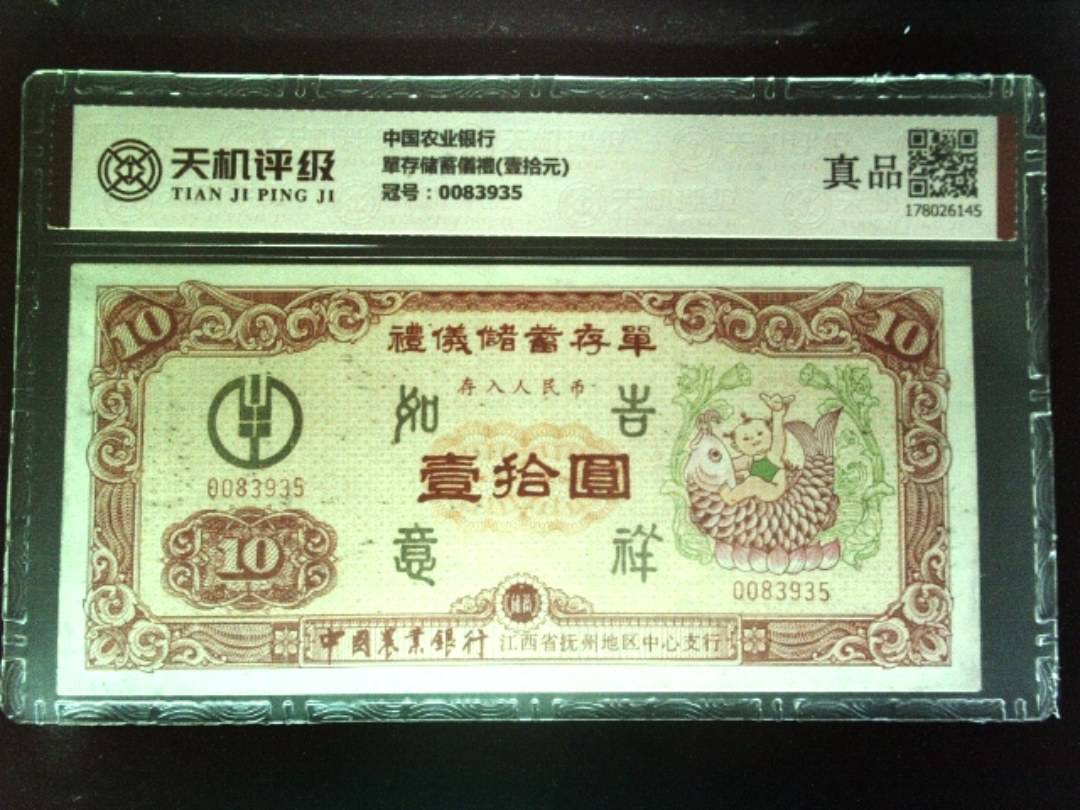 天机评级
TIAN JI PING JI
中国农业银行
單存储蓄儀禮(壹拾元)
冠号：0083935
真品
178026145
10
10
禮儀儲蓄存單
存入人民币
如 吉
壹拾圓
0083935
10
意 祥
0083935
儲蓄
中國農業銀行 江西省抚州地区中心支行